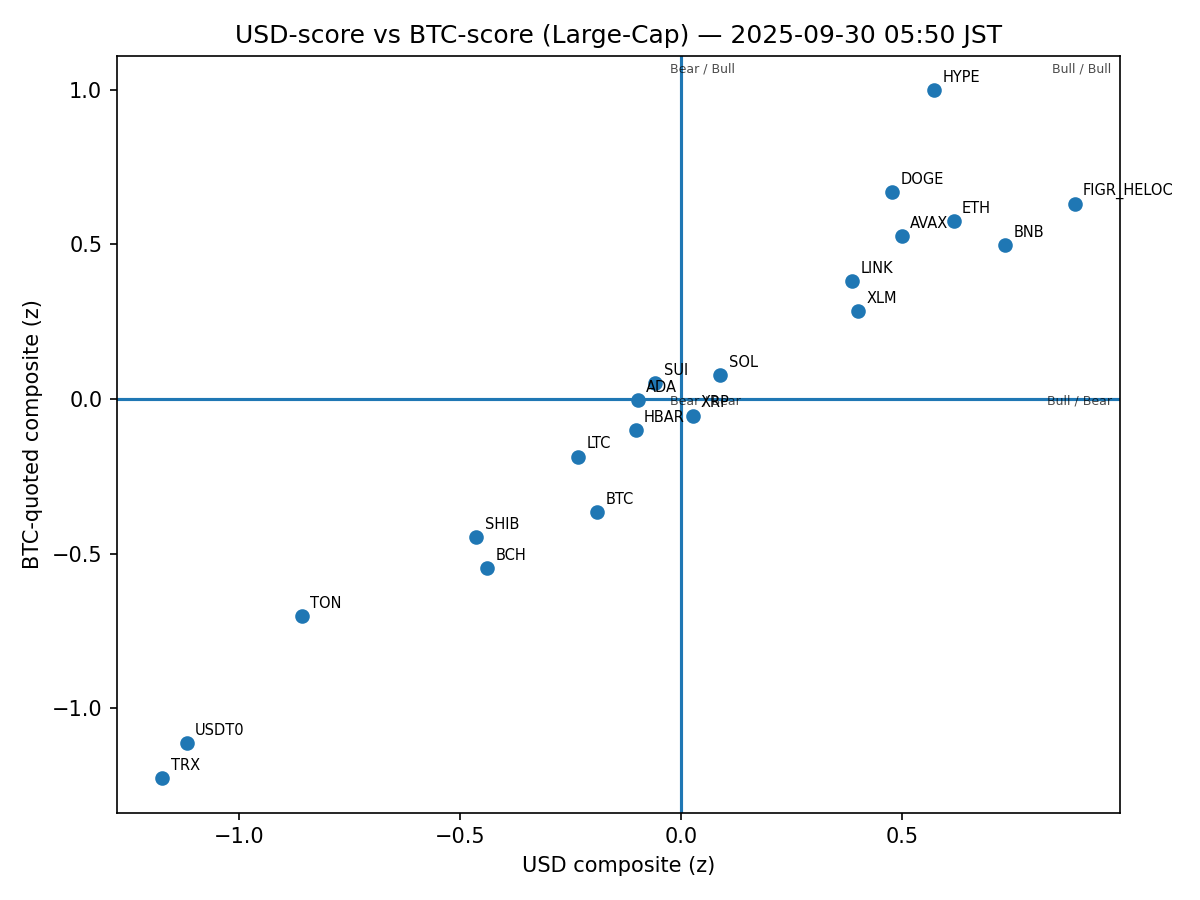 USD-score vs BTC-score (Large-Cap) — 2025-09-30 05:50 JST
Bear / Bull
Bull / Bull
HYPE
DOGE
FIGR_HELOC
ETH
AVAX
BNB
LINK
XLM
SOL
SUI
ADA
Bear / Bear
XRP
Bull / Bear
HBAR
LTC
BTC
SHIB
BCH
TON
USDT0
TRX
1.0
0.5
0.0
−0.5
−1.0
BTC-quoted composite (z)
−1.0
−0.5
0.0
0.5
USD composite (z)